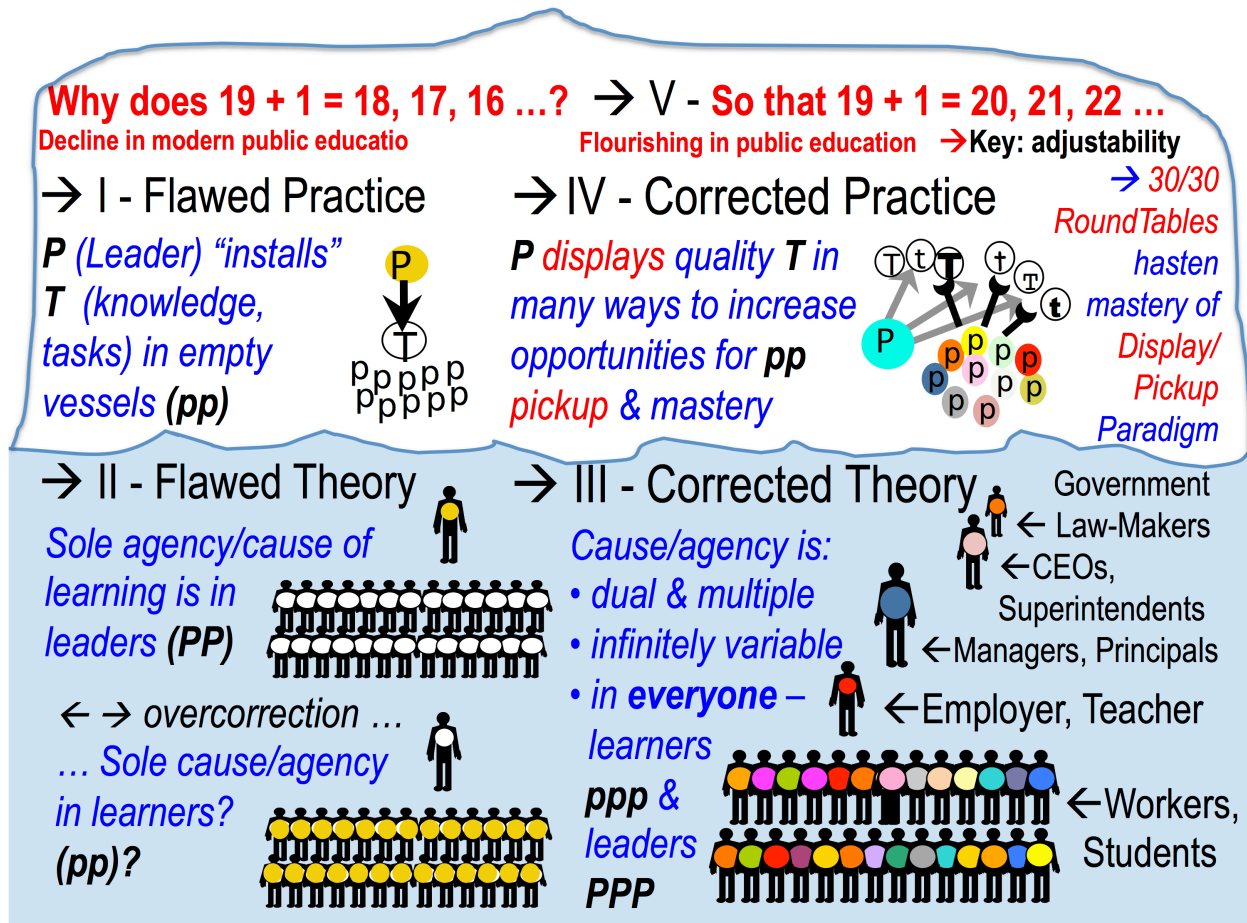 Why does 19 + 1 = 18, 17, 16 …? → V - So that 19 + 1 = 20, 21, 22 …
Decline in modern public educatio
Flourishing in public education → Key: adjustability
→ I - Flawed Practice
P (Leader) “installs”
T (knowledge,
tasks) in empty
vessels (pp)
P
T
p p p p p
p p p p p
→ IV - Corrected Practice
P displays quality T in
many ways to increase
opportunities for pp
pickup & mastery
T t T t T t
P
p p p p p p p p p p
→ 30/30
RoundTables
hasten
mastery of
Display/
Pickup
Paradigm
→ II - Flawed Theory
Sole agency/cause of
learning is in
leaders (PP)
← → overcorrection …
… Sole cause/agency
in learners?
(pp)?
→ III - Corrected Theory
Cause/agency is:
• dual & multiple
• infinitely variable
• in everyone –
learners
ppp &
leaders
PPP
Government
← Law-Makers
←CEOs,
Superintendents
←Managers, Principals
←Employer, Teacher
←Workers,
Students